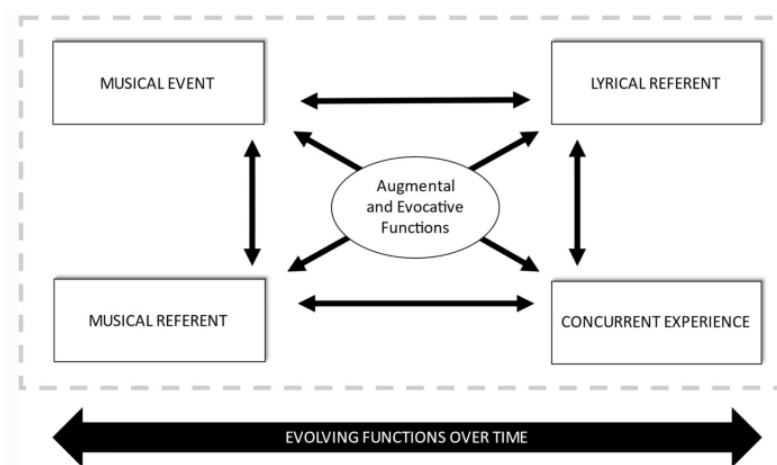 MUSICAL EVENT
LYRICAL REFERENT
Augmental
and Evocative
Functions
MUSICAL REFERENT
CONCURRENT EXPERIENCE
EVOLVING FUNCTIONS OVER TIME